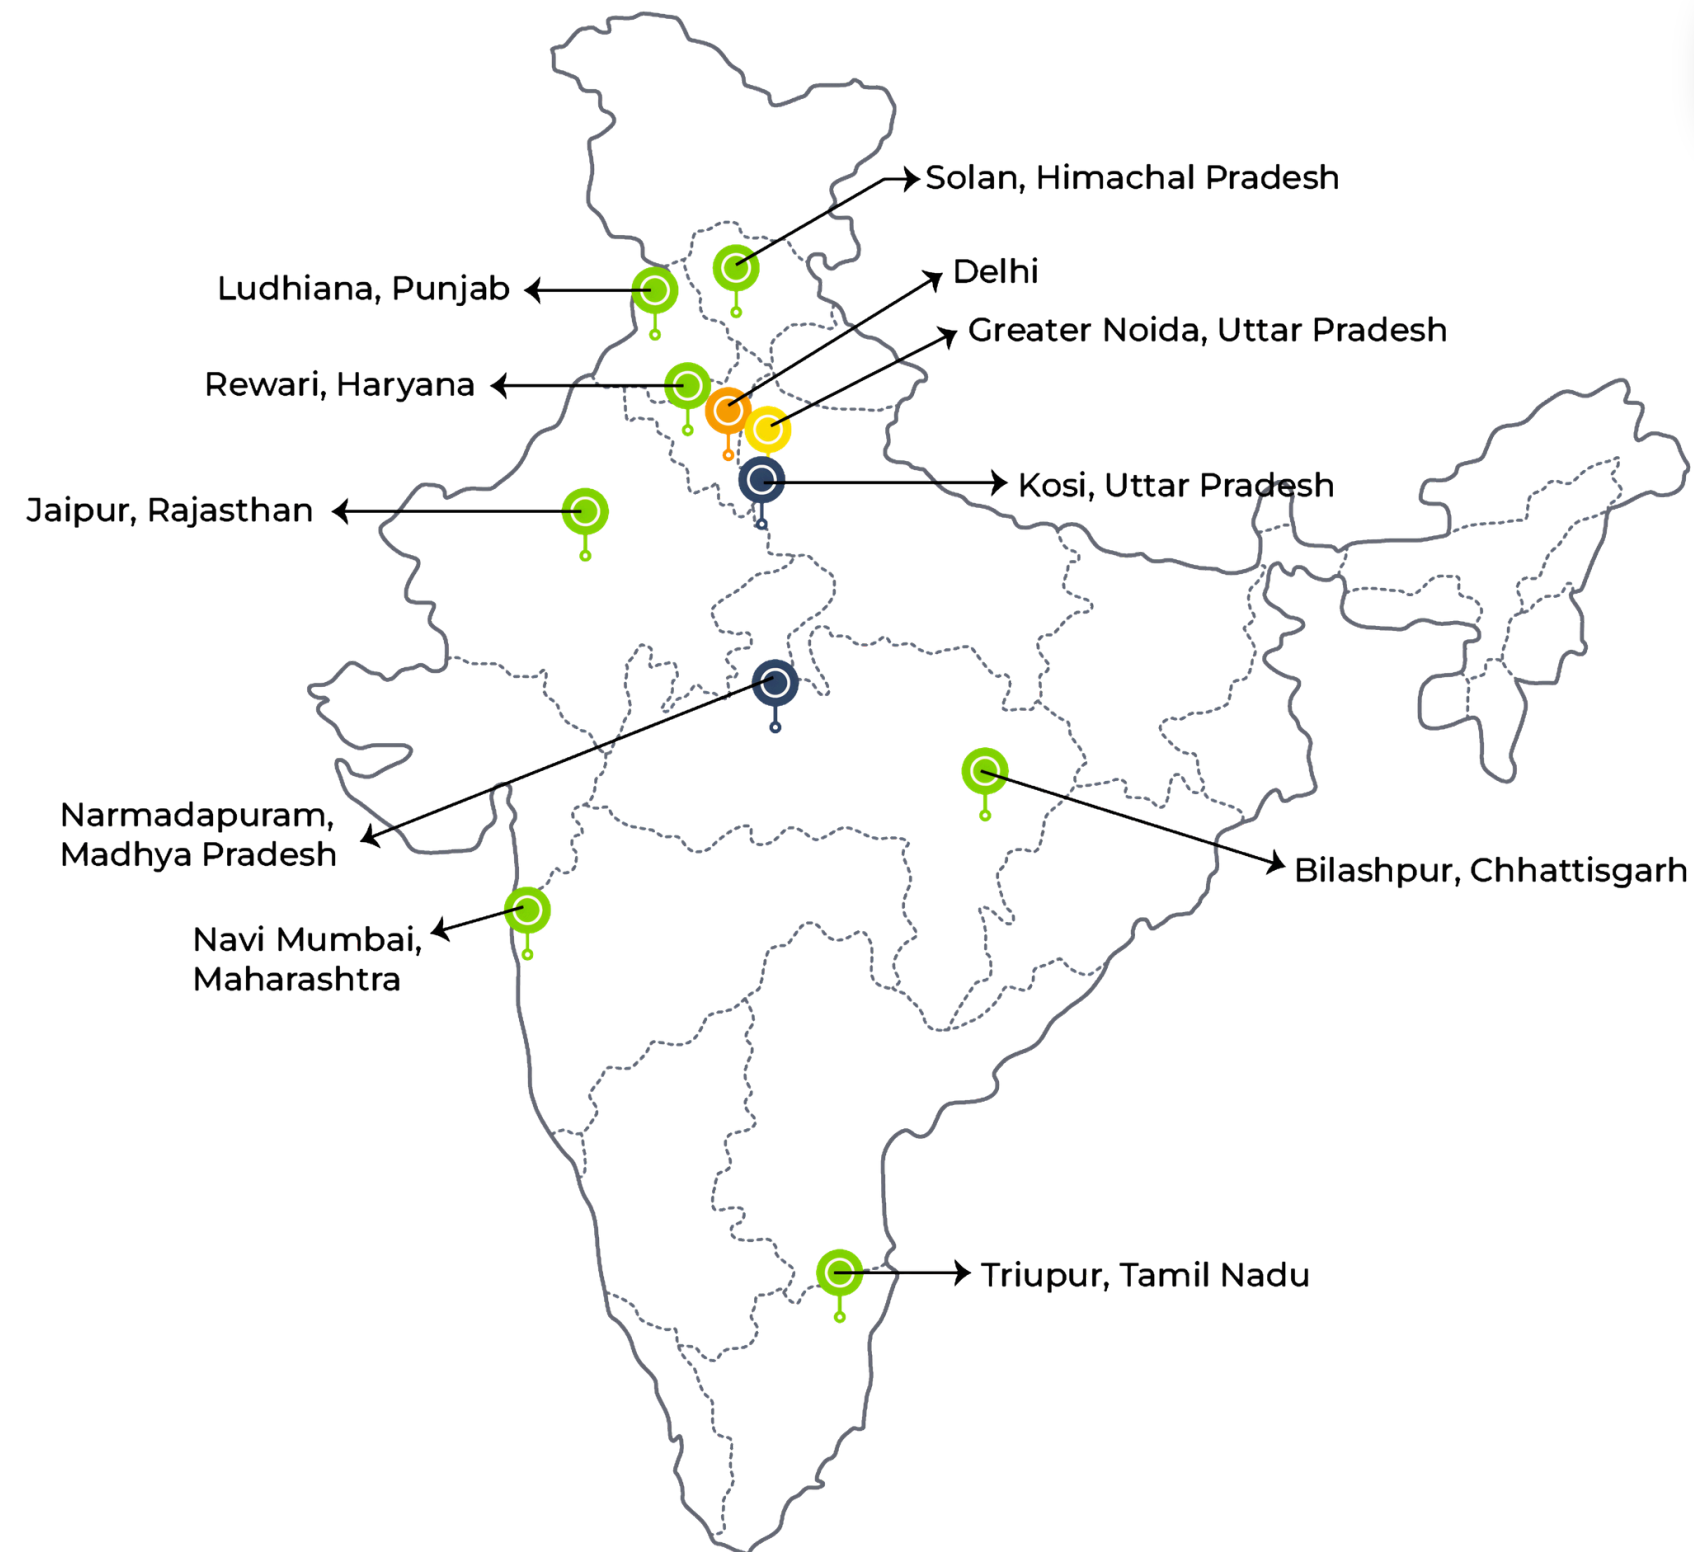 Solan, Himachal Pradesh
Delhi
Ludhiana, Punjab
Greater Noida, Uttar Pradesh
Rewari, Haryana
Kosi, Uttar Pradesh
Jaipur, Rajasthan
Narmadapuram,
Madhya Pradesh
Bilashpur, Chhattisgarh
Navi Mumbai,
Maharashtra
Triupur, Tamil Nadu